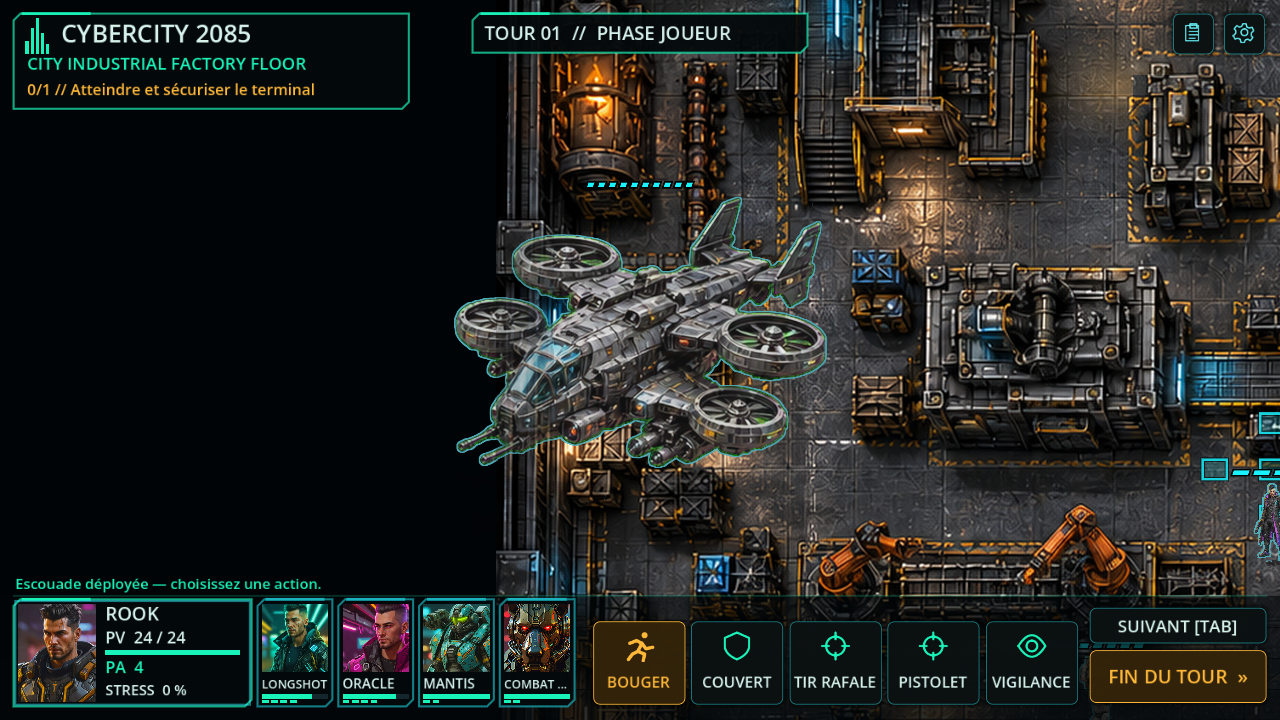 CYBERCITY 2085
CITY INDUSTRIAL FACTORY FLOOR
0/1 // Atteindre et sécuriser le terminal
TOUR 01 // PHASE JOUEUR
Escouade déployée — choisissez une action.
ROOK
PV 24 / 24
PA 4
STRESS 0 %
LONGSHOT
ORACLE
MANTIS
COMBAT ...
BOUGER
COUVERT
TIR RAFALE
PISTOLET
VIGILANCE
SUIVANT [TAB]
FIN DU TOUR »